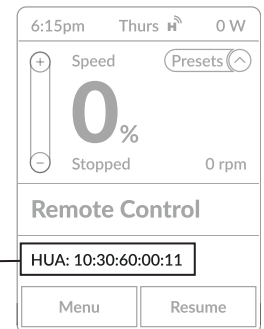 6:15pm Thurs H 0 W
+ Speed Presets
0%
- Stopped 0 rpm
Remote Control
HUA: 10:30:60:00:11
Menu Resume